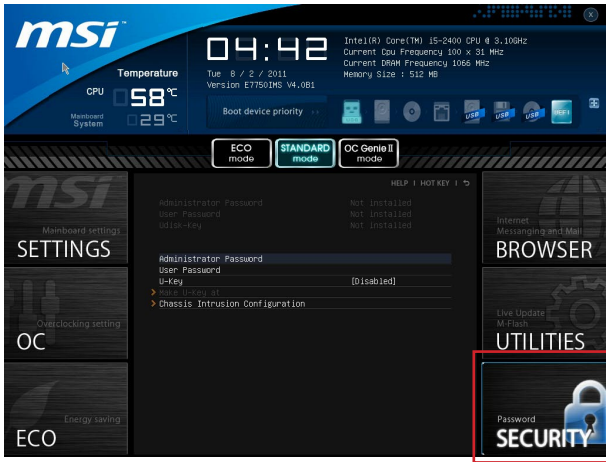 msi
04:42
Intel(R) Core(TM) i5-2400 CPU @ 3.10GHz
Current Cpu Frequency 100 x 31 MHz
Current DRAM Frequency 1066 MHz
Memory Size : 512 MB
Tue 8 / 2 / 2011
Version E7750IMS V4.0B1
Temperature
CPU 58°C
Mainboard
System 29°C
Boot device priority
USB USB USB UEFI
ECO
mode
STANDARD
mode
OC Genie II
mode
HELP | HOT KEY |
msi
Mainboard settings
SETTINGS
Overclocking setting
OC
Energy saving
ECO
Administrator Password Not installed
User Password Not installed
Udisk-Key Not installed
Administrator Password
User Password
U-Key [Disabled]
Make U-Key at
Chassis Intrusion Configuration
Internet
Messanging and Mail
BROWSER
Live Update
M-Flash
UTILITIES
Password
SECURITY